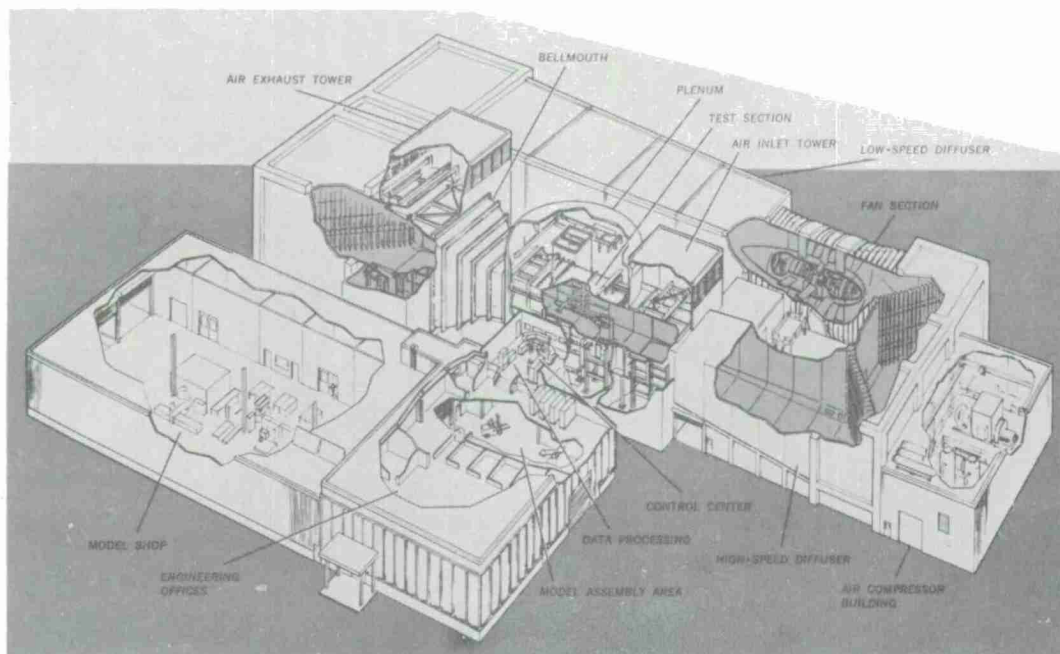 BELLMOUTH
AIR EXHAUST TOWER
PLENUM
TEST SECTION
AIR INLET TOWER
LOW-SPEED DIFFUSER
FAN SECTION
CONTROL CENTER
MODEL SHOP
DATA PROCESSING
HIGH-SPEED DIFFUSER
ENGINEERING
OFFICES
MODEL ASSEMBLY AREA
AIR COMPRESSOR
BUILDING